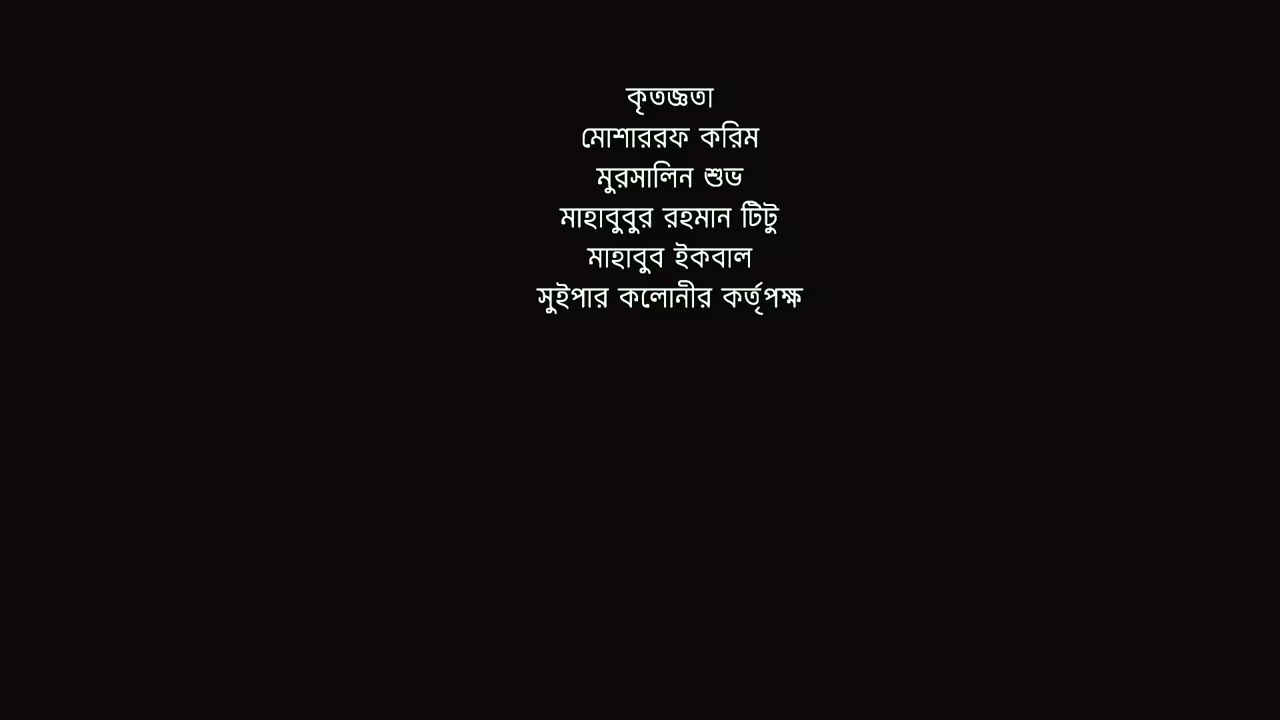 কৃতজ্ঞতা
মোশাররফ করিম
মুরসালিন শুভ
মাহাবুবুর রহমান টিটু
মাহাবুব ইকবাল
সুইপার কলোনীর কর্তৃপক্ষ